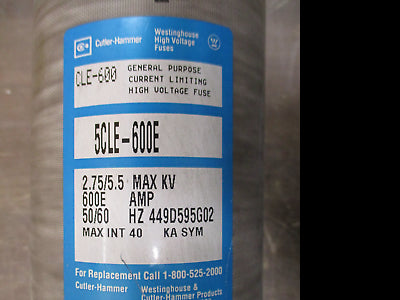 Cutler-Hammer
Westinghouse
High Voltage
Fuses
CLE-600
GENERAL PURPOSE
CURRENT LIMITING
HIGH VOLTAGE FUSE
5CLE-600E
2.75/5.5 MAX KV
600E AMP
50/60 HZ 449D595G02
MAX INT 40 KA SYM
For Replacement Call 1-800-525-2000
Cutler-Hammer
Westinghouse &
Cutler-Hammer Products